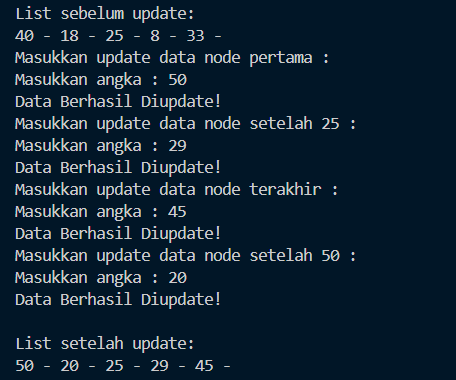 List sebelum update:
40 - 18 - 25 - 8 - 33 -
Masukkan update data node pertama :
Masukkan angka : 50
Data Berhasil Diupdate!
Masukkan update data node setelah 25 :
Masukkan angka : 29
Data Berhasil Diupdate!
Masukkan update data node terakhir :
Masukkan angka : 45
Data Berhasil Diupdate!
Masukkan update data node setelah 50 :
Masukkan angka : 20
Data Berhasil Diupdate!

List setelah update:
50 - 20 - 25 - 29 - 45 -